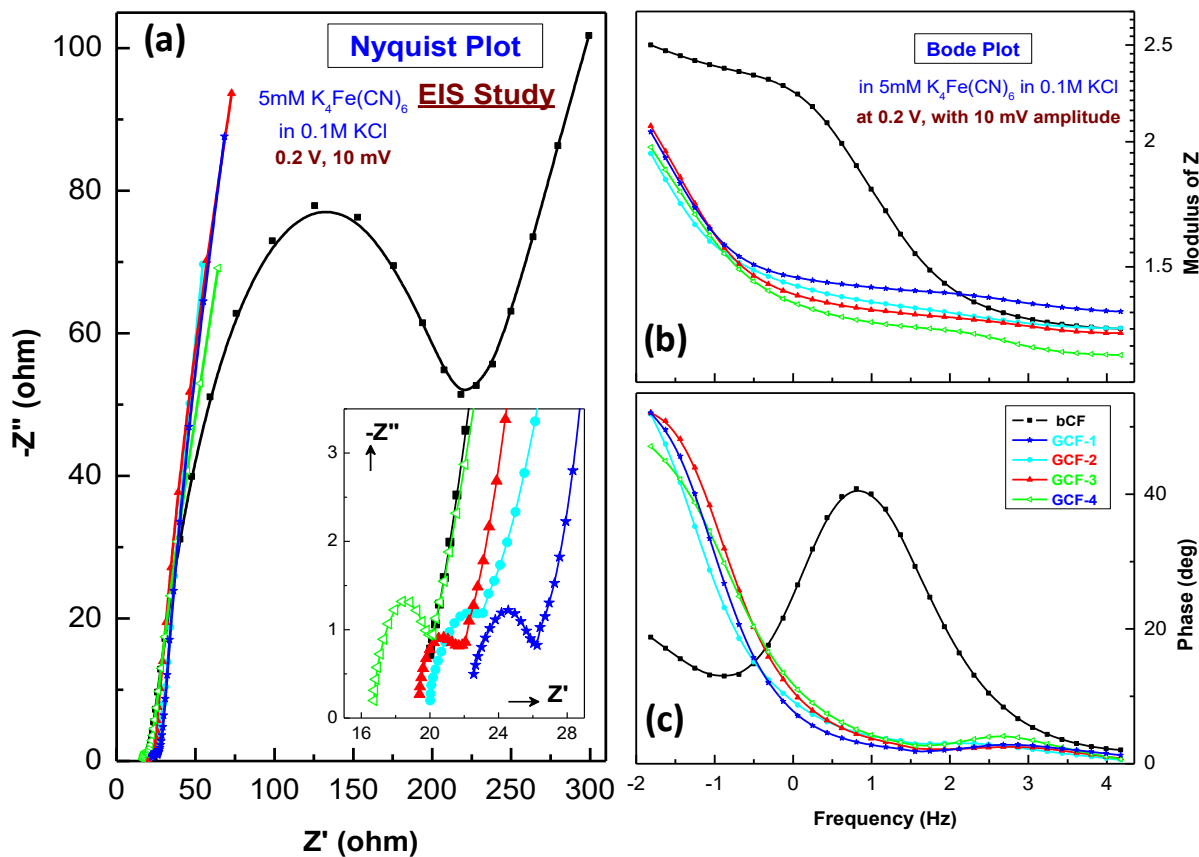 (a)
Nyquist Plot
5mM K4Fe(CN)6 EIS Study
in 0.1M KCl
0.2 V, 10 mV
-Z'' (ohm)
100
80
60
40
20
0
0 50 100 150 200 250 300
Z' (ohm)
-Z''
3
2
1
0
Z'
16 20 24 28
Bode Plot
in 5mM K4Fe(CN)6 in 0.1M KCl
at 0.2 V, with 10 mV amplitude
(b)
2.5
2
1.5
Modulus of Z
bCF
GCF-1
GCF-2
GCF-3
GCF-4
(c)
40
20
0
Phase (deg)
-2 -1 0 1 2 3 4
Frequency (Hz)